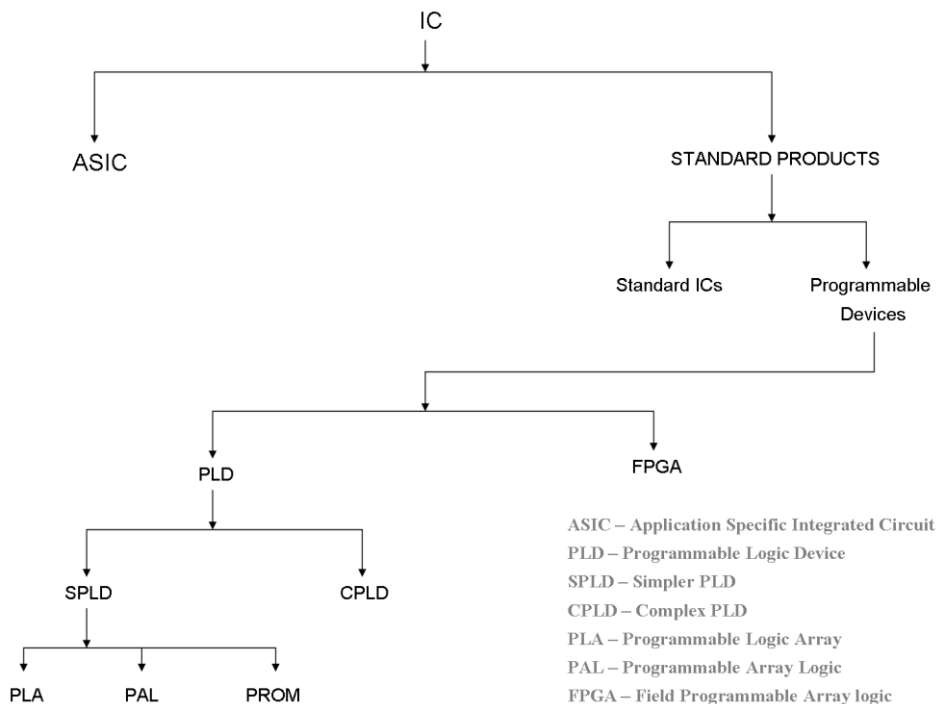 IC
ASIC
STANDARD PRODUCTS
Standard ICs
Programmable
Devices
PLD
FPGA
SPLD
CPLD
PLA
PAL
PROM
ASIC – Application Specific Integrated Circuit
PLD – Programmable Logic Device
SPLD – Simpler PLD
CPLD – Complex PLD
PLA – Programmable Logic Array
PAL – Programmable Array Logic
FPGA – Field Programmable Array logic